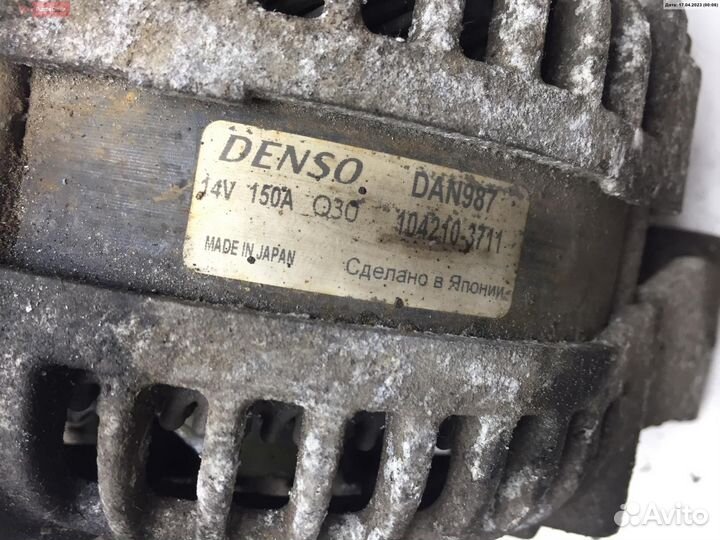 Дата: 17.04.2023 (00:06)
DENSO DAN987
14V 150A Q30 104210-3711
MADE IN JAPAN Сделано в Японии
Avito